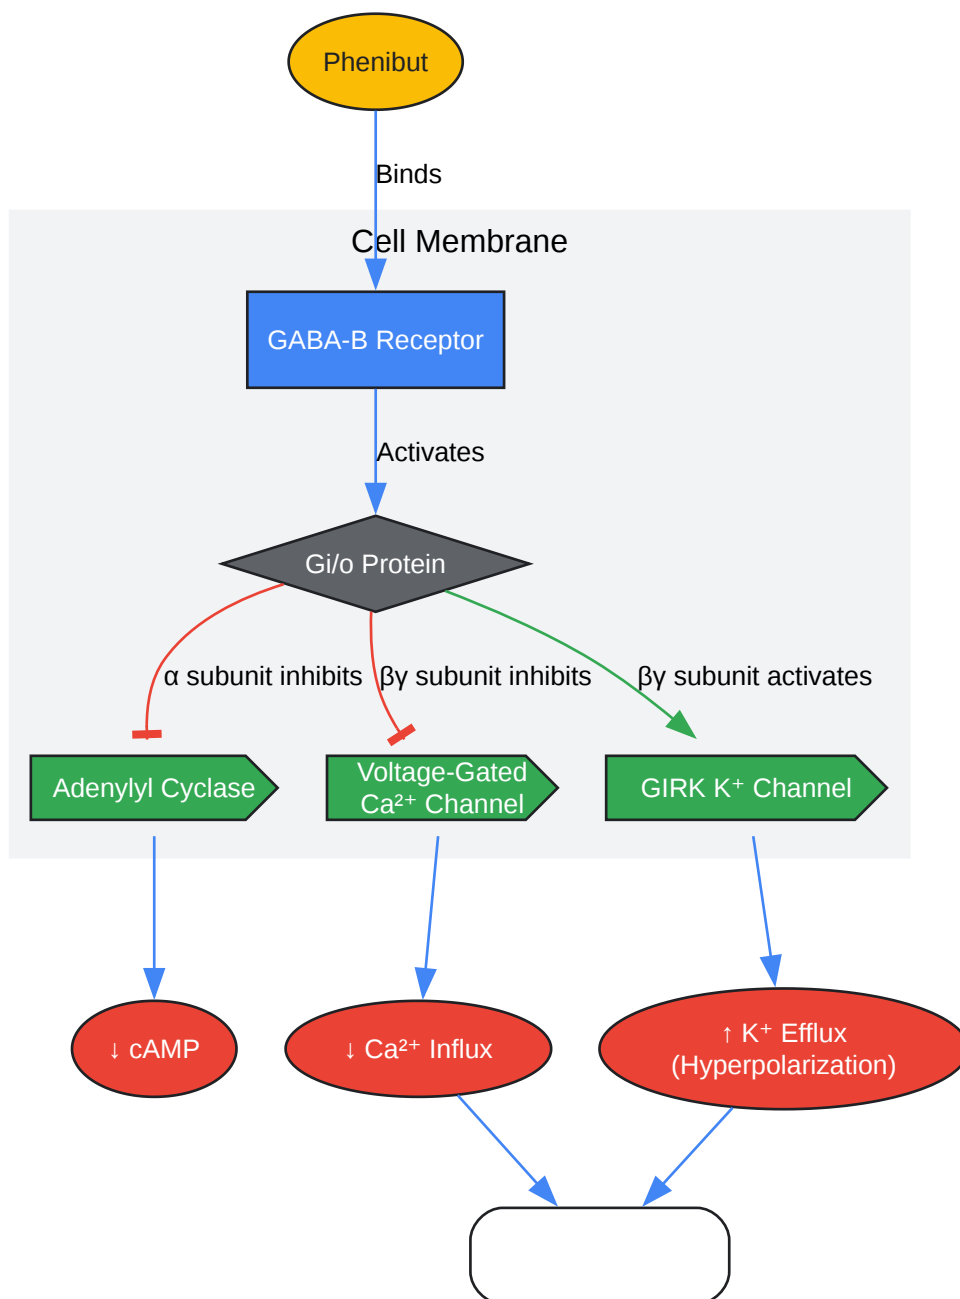 Phenibut
Binds
Cell Membrane
GABA-B Receptor
Activates
Gi/o Protein
α subunit inhibits
βγ subunit inhibits
βγ subunit activates
Adenylyl Cyclase
Voltage-Gated
Ca²⁺ Channel
GIRK K⁺ Channel
↓ cAMP
↓ Ca²⁺ Influx
↑ K⁺ Efflux
(Hyperpolarization)